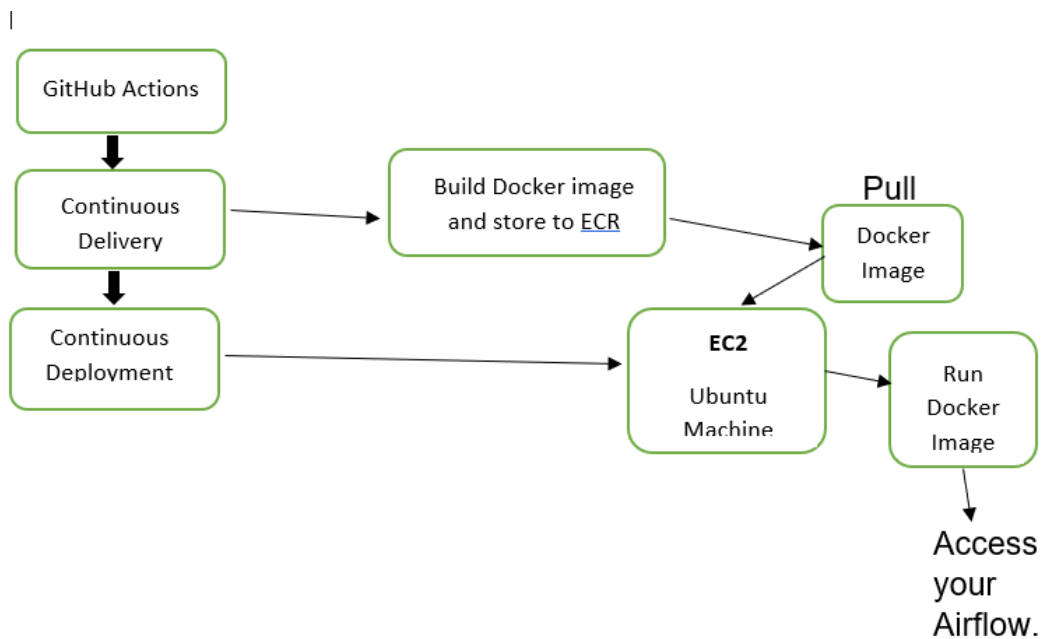 GitHub Actions
Continuous
Delivery
Build Docker image
and store to ECR
Pull
Docker
Image
Continuous
Deployment
EC2
Ubuntu
Machine
Run
Docker
Image
Access
your
Airflow.